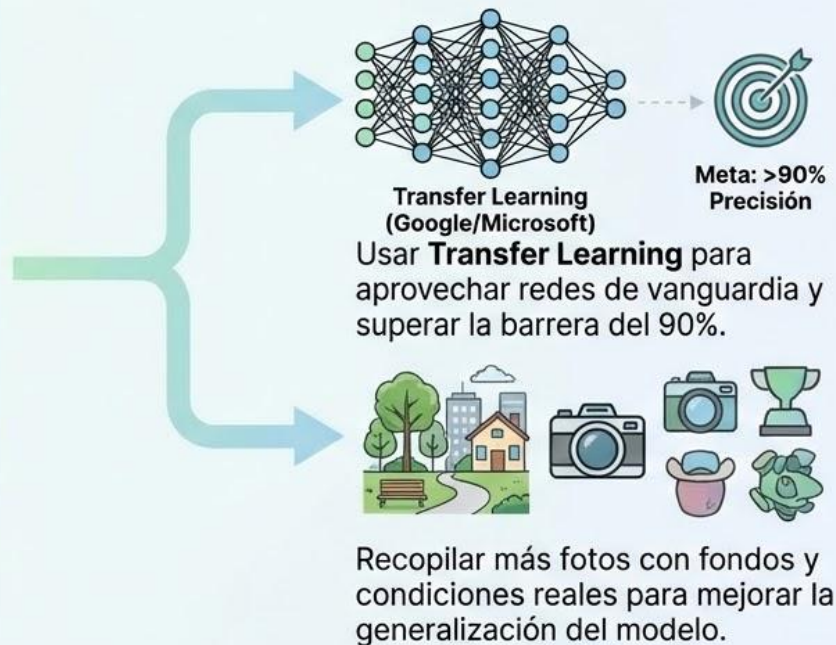 Transfer Learning
(Google/Microsoft)
Meta: >90%
Precisión
Usar Transfer Learning para
aprovechar redes de vanguardia y
superar la barrera del 90%.
Recopilar más fotos con fondos y
condiciones reales para mejorar la
generalización del modelo.